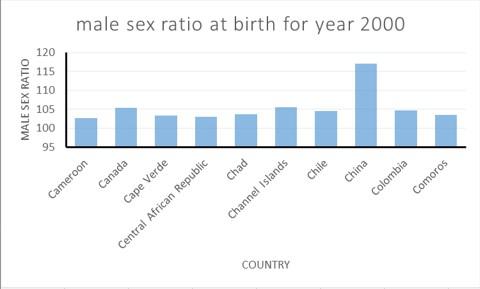 male sex ratio at birth for year 2000
MALE SEX RATIO
120
115
110
105
100
95
Cameroon
Canada
Cape Verde
Central African Republic
Chad
Channel Islands
Chile
China
Colombia
Comoros
COUNTRY